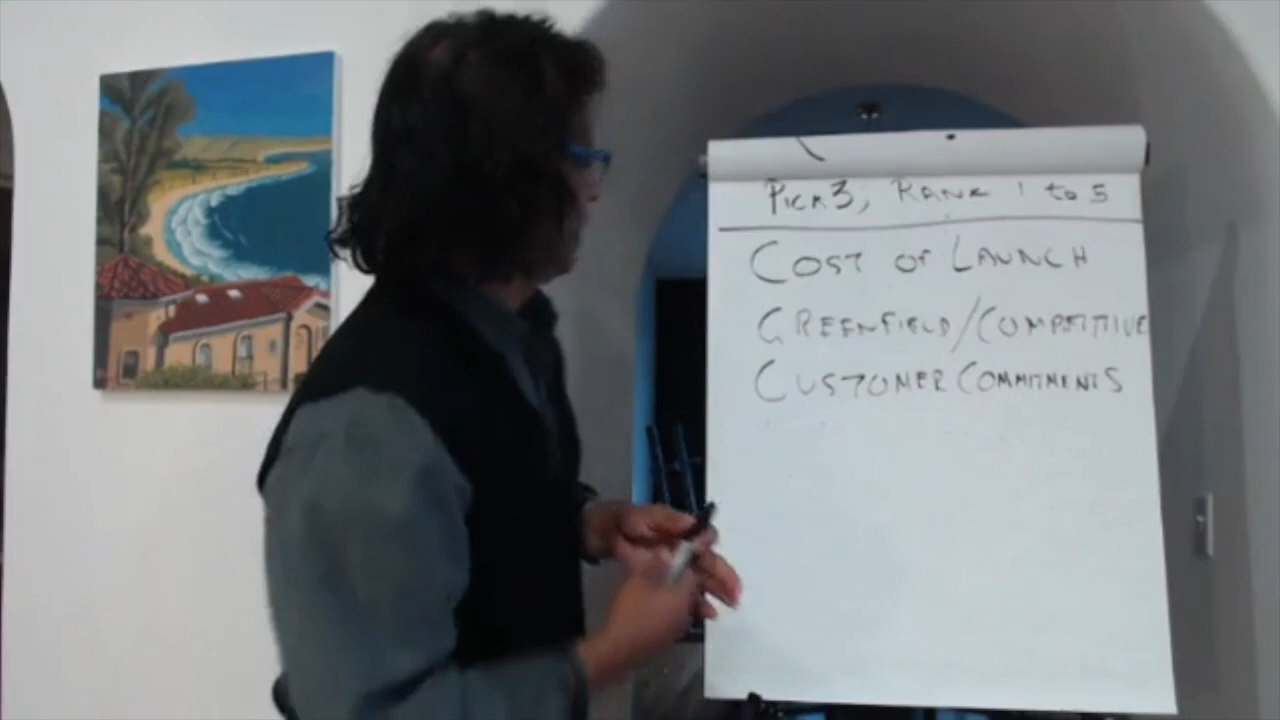 PICK 3, RANK 1 to 5
COST OF LAUNCH
GREENFIELD/COMPETITIVE
CUSTOMER COMMITMENTS